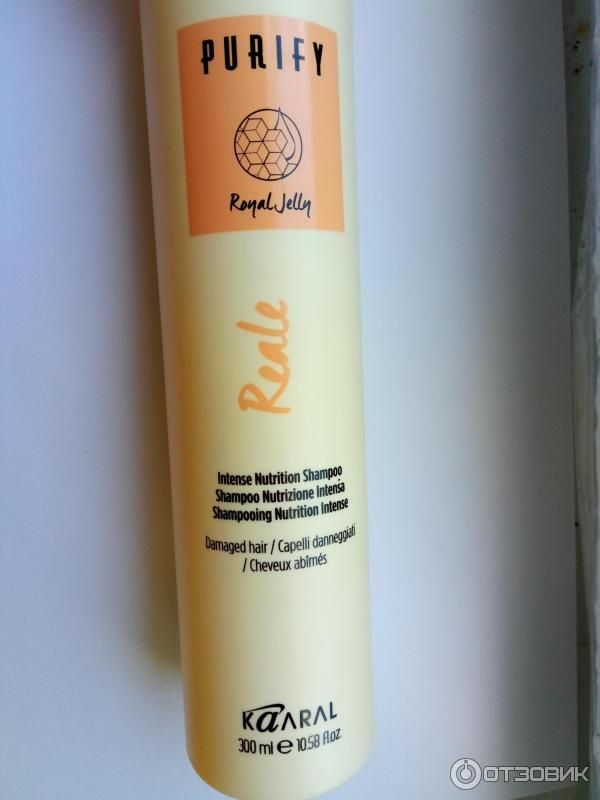 PURIFY
Royal Jelly
Reale
Intense Nutrition Shampoo
Shampoo Nutrizione Intensa
Shampooing Nutrition Intense
Damaged hair / Capelli danneggiati
/ Cheveux abîmés
KaARAL
300 ml e 10.58 fl.oz
ОТЗОВИК